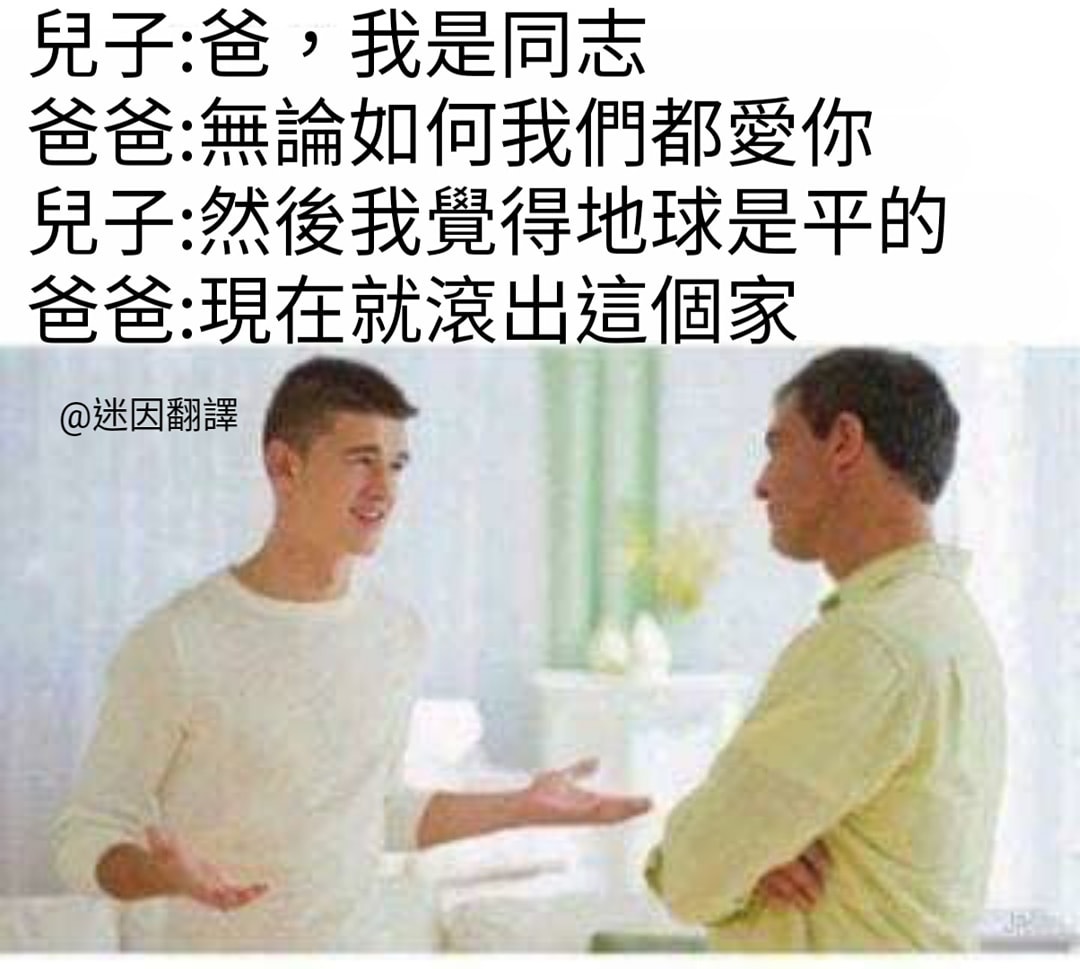 兒子:爸，我是同志
爸爸:無論如何我們都愛你
兒子:然後我覺得地球是平的
爸爸:現在就滾出這個家
@迷因翻譯